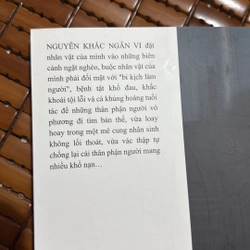 NGUYỄN KHẮC NGÂN VI đặt
nhân vật của mình vào những biên
cảnh ngặt nghèo, buộc nhân vật của
mình phải đối mặt với "bi kịch làm
người", bệnh tật khổ đau, khắc
khoải tội lỗi và cả khủng hoảng tuổi
tác để những thân phận người vô
phương đi tìm bản thể, vừa loay
hoay trong một mê cung nhân sinh
không lối thoát, vừa vác thập tự
chống lại cái thân phận người mang
nhiều khổ nạn...